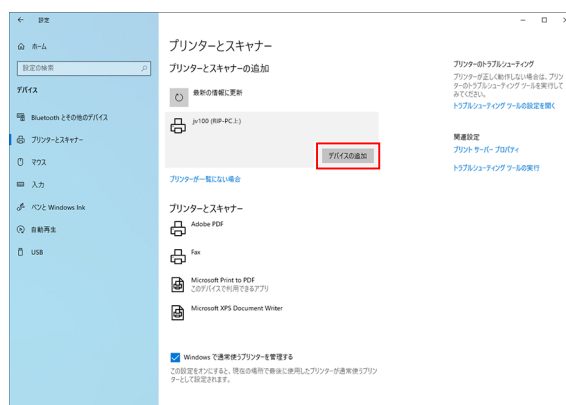 設定
ホーム
設定の検索
デバイス
Bluetooth とその他のデバイス
プリンターとスキャナー
マウス
入力
ペンと Windows Ink
自動再生
USB
プリンターとスキャナー
プリンターとスキャナーの追加
最新の情報に更新
jv100 (RIP-PC上)
デバイスの追加
プリンターが一覧にない場合
プリンターとスキャナー
Adobe PDF
Fax
Microsoft Print to PDF
このデバイスで利用できるアプリ
Microsoft XPS Document Writer
Windows で通常使うプリンターを管理する
この設定をオンにすると、現在の場所で最後に使用したプリンターが通常使うプリン
ターとして設定されます。
プリンターのトラブルシューティング
プリンターが正しく動作しない場合は、プリン
ターのトラブルシューティング ツールを実行して
みてください。
トラブルシューティング ツールの設定を開く
関連設定
プリント サーバー プロパティ
トラブルシューティング ツールの実行